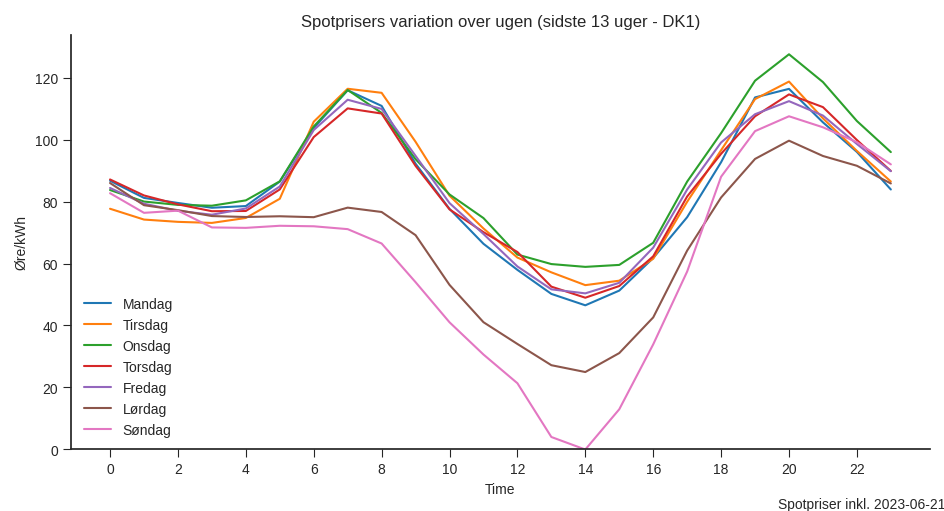 Spotprisers variation over ugen (sidste 13 uger - DK1)
120
100
80
60
40
20
0
Øre/kWh
Mandag
Tirsdag
Onsdag
Torsdag
Fredag
Lørdag
Søndag
0 2 4 6 8 10 12 14 16 18 20 22
Time
Spotpriser inkl. 2023-06-21